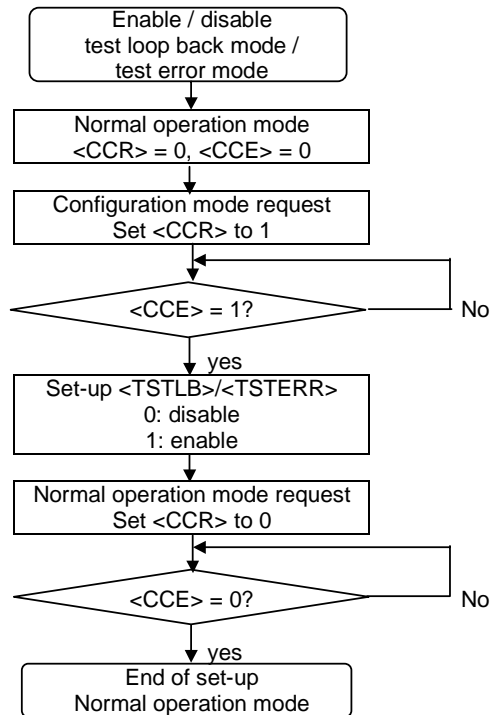 Enable / disable
test loop back mode /
test error mode
Normal operation mode
<CCR> = 0, <CCE> = 0
Configuration mode request
Set <CCR> to 1
<CCE> = 1?
No
yes
Set-up <TSTLB>/<TSTERR>
0: disable
1: enable
Normal operation mode request
Set <CCR> to 0
<CCE> = 0?
No
yes
End of set-up
Normal operation mode